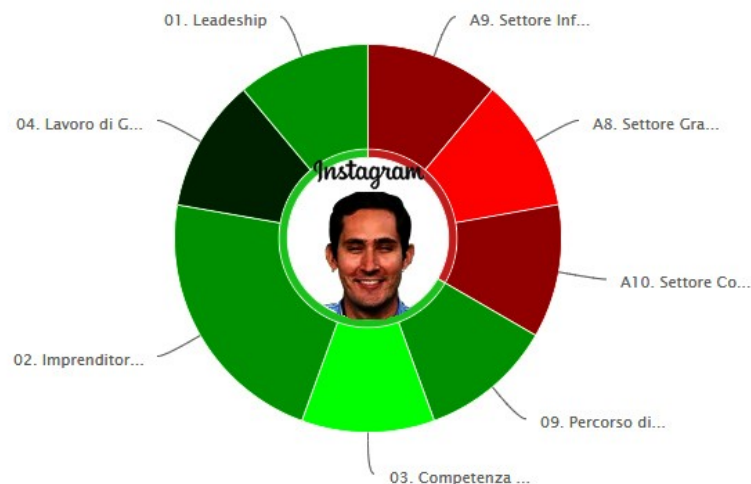 01. Leadeship
A9. Settore Inf...
04. Lavoro di G...
A8. Settore Gra...
Instagram
A10. Settore Co...
02. Imprenditor...
09. Percorso di...
03. Competenza ...